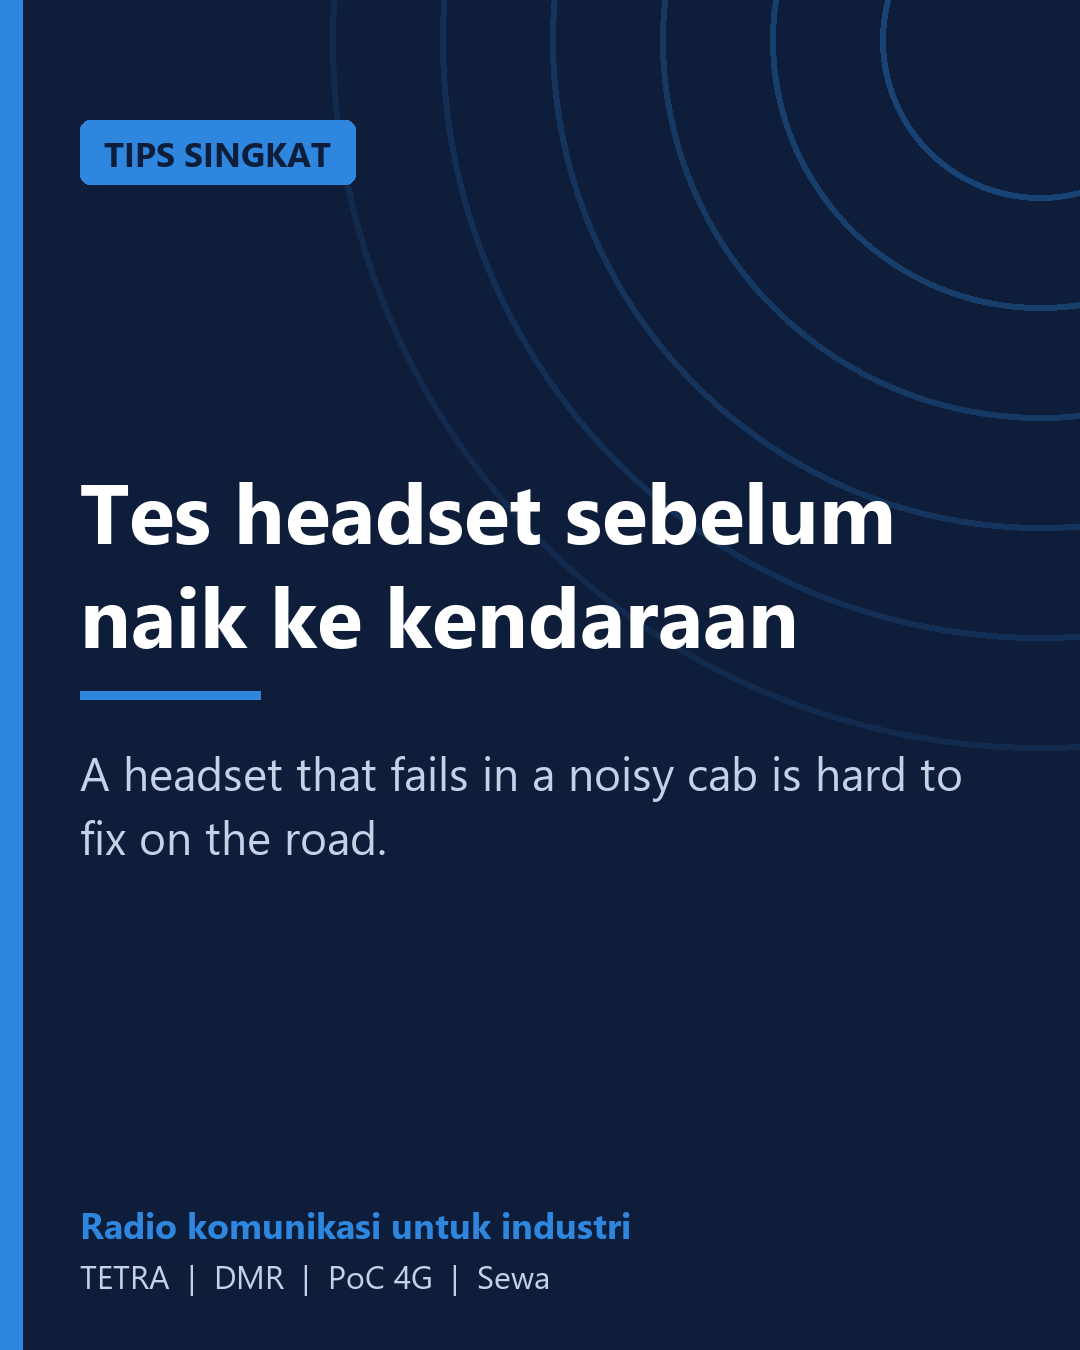 TIPS SINGKAT
Tes headset sebelum
naik ke kendaraan
A headset that fails in a noisy cab is hard to
fix on the road.
Radio komunikasi untuk industri
TETRA | DMR | PoC 4G | Sewa